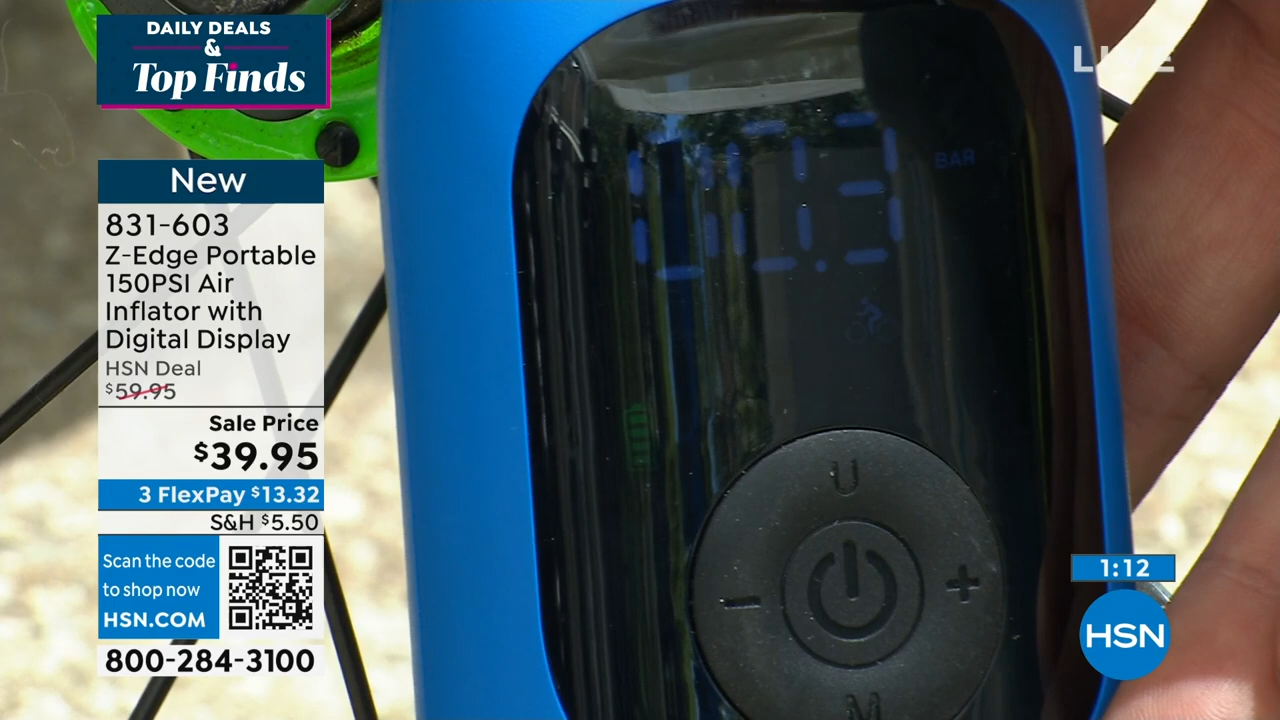 DAILY DEALS
&
Top Finds
LIVE
New
831-603
Z-Edge Portable
150PSI Air
Inflator with
Digital Display
HSN Deal
$59.95
Sale Price
$39.95
3 FlexPay $13.32
S&H $5.50
Scan the code
to shop now
HSN.COM
800-284-3100
BAR
U
- +
M
1:12
HSN